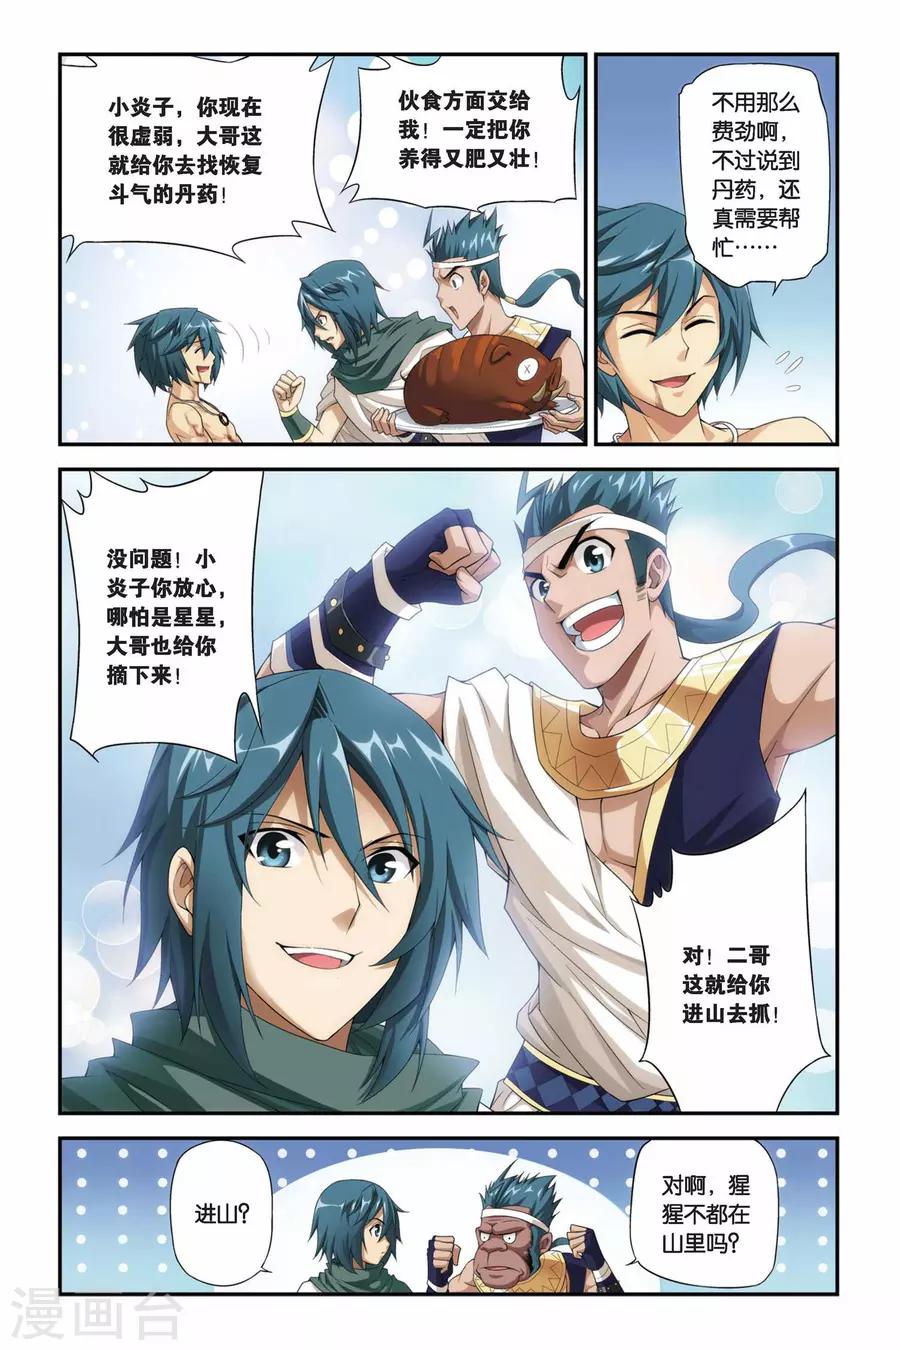 小炎子，你现在
很虚弱，大哥这
就给你去找恢复
斗气的丹药！
伙食方面交给
我！一定把你
养得又肥又壮！
不用那么
费劲啊，
不过说到
丹药，还
真需要帮
忙……
没问题！小
炎子你放心，
哪怕是星星，
大哥也给你
摘下来！
对！二哥
这就给你
进山去抓！
进山？
对啊，猩
猩不都在
山里吗？
漫画台